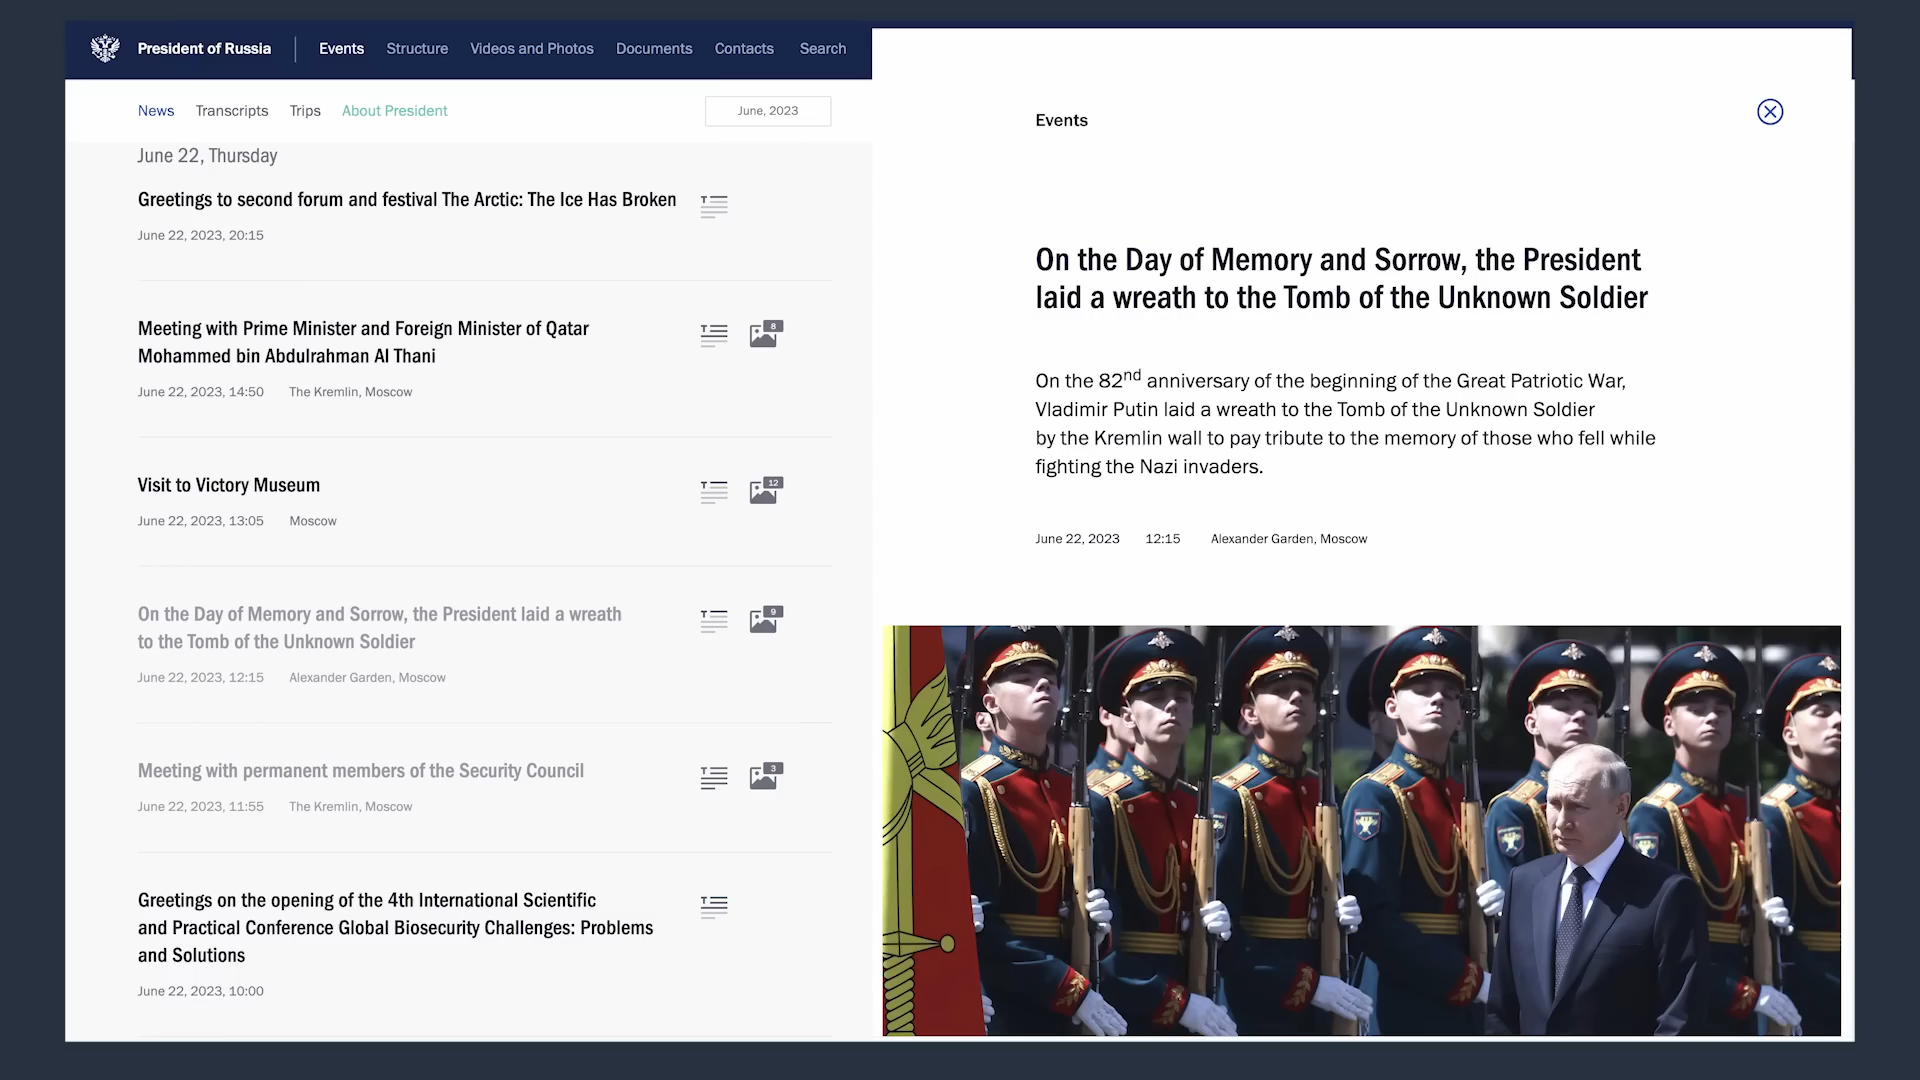 President of Russia
Events
Structure
Videos and Photos
Documents
Contacts
Search
News
Transcripts
Trips
About President
June, 2023
June 22, Thursday
Greetings to second forum and festival The Arctic: The Ice Has Broken
June 22, 2023, 20:15
Meeting with Prime Minister and Foreign Minister of Qatar
Mohammed bin Abdulrahman Al Thani
8
June 22, 2023, 14:50
The Kremlin, Moscow
Visit to Victory Museum
12
June 22, 2023, 13:05
Moscow
On the Day of Memory and Sorrow, the President laid a wreath
to the Tomb of the Unknown Soldier
9
June 22, 2023, 12:15
Alexander Garden, Moscow
Meeting with permanent members of the Security Council
3
June 22, 2023, 11:55
The Kremlin, Moscow
Greetings on the opening of the 4th International Scientific
and Practical Conference Global Biosecurity Challenges: Problems
and Solutions
June 22, 2023, 10:00
Events
On the Day of Memory and Sorrow, the President
laid a wreath to the Tomb of the Unknown Soldier
On the 82nd anniversary of the beginning of the Great Patriotic War,
Vladimir Putin laid a wreath to the Tomb of the Unknown Soldier
by the Kremlin wall to pay tribute to the memory of those who fell while
fighting the Nazi invaders.
June 22, 2023
12:15
Alexander Garden, Moscow